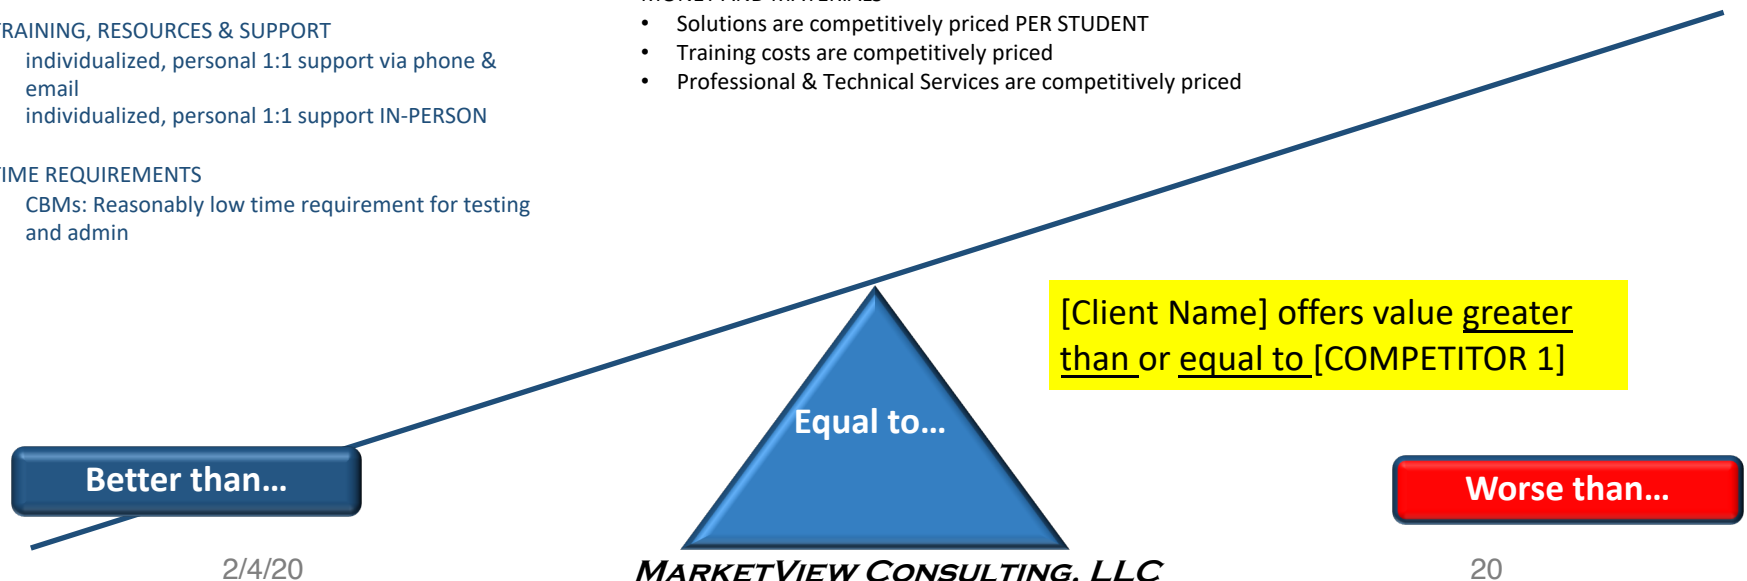 RAINING, RESOURCES & SUPPORT
individualized, personal 1:1 support via phone &
email
individualized, personal 1:1 support IN-PERSON
IME REQUIREMENTS
CBMs: Reasonably low time requirement for testing
and admin
MONEY AND MATERIALS
• Solutions are competitively priced PER STUDENT
• Training costs are competitively priced
• Professional & Technical Services are competitively priced
[Client Name] offers value greater
than or equal to [COMPETITOR 1]
Equal to...
Better than...
Worse than...
2/4/20
MARKETVIEW CONSULTING, LLC
20